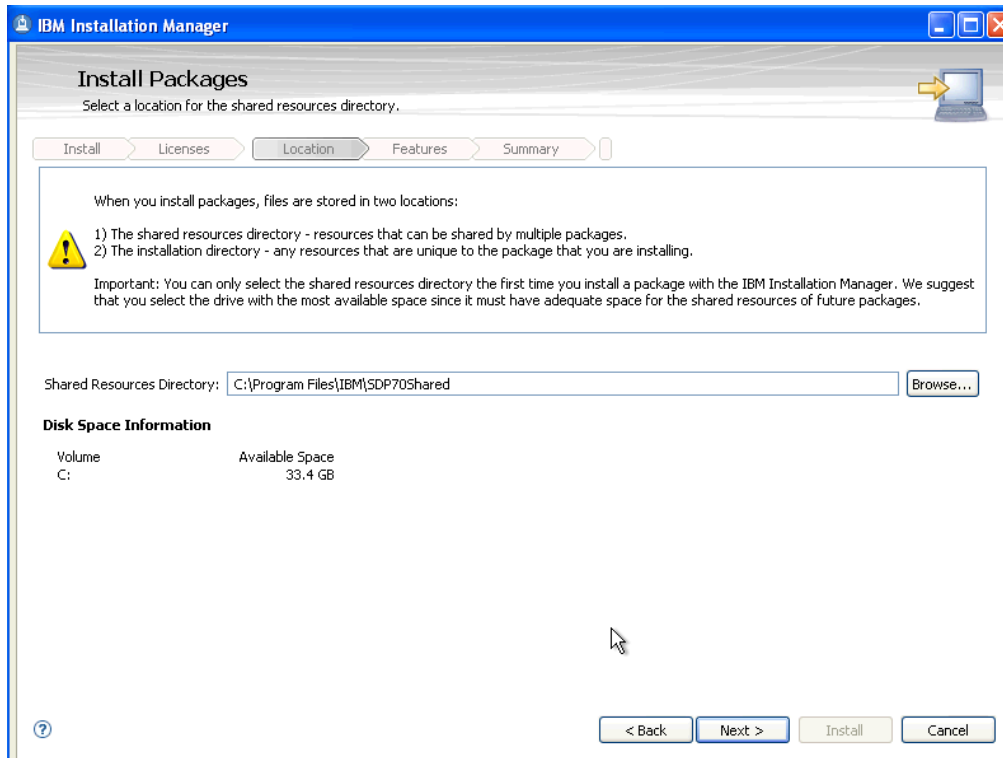 IBM Installation Manager
Install Packages
Select a location for the shared resources directory.
Install Licenses Location Features Summary
When you install packages, files are stored in two locations:
1) The shared resources directory - resources that can be shared by multiple packages.
2) The installation directory - any resources that are unique to the package that you are installing.
Important: You can only select the shared resources directory the first time you install a package with the IBM Installation Manager. We suggest
that you select the drive with the most available space since it must have adequate space for the shared resources of future packages.
Shared Resources Directory: C:\Program Files\IBM\SDP70Shared Browse...
Disk Space Information
Volume Available Space
C: 33.4 GB
? < Back Next > Install Cancel